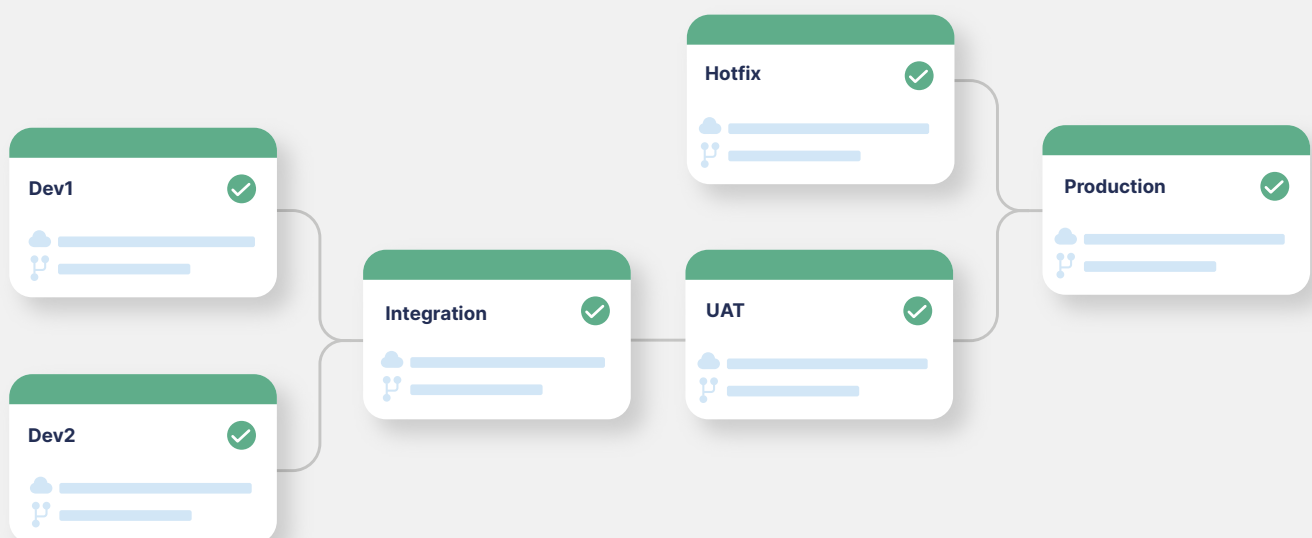 Hotfix
Dev1
Production
Integration
UAT
Dev2